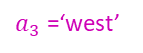 a₃ =‘west’